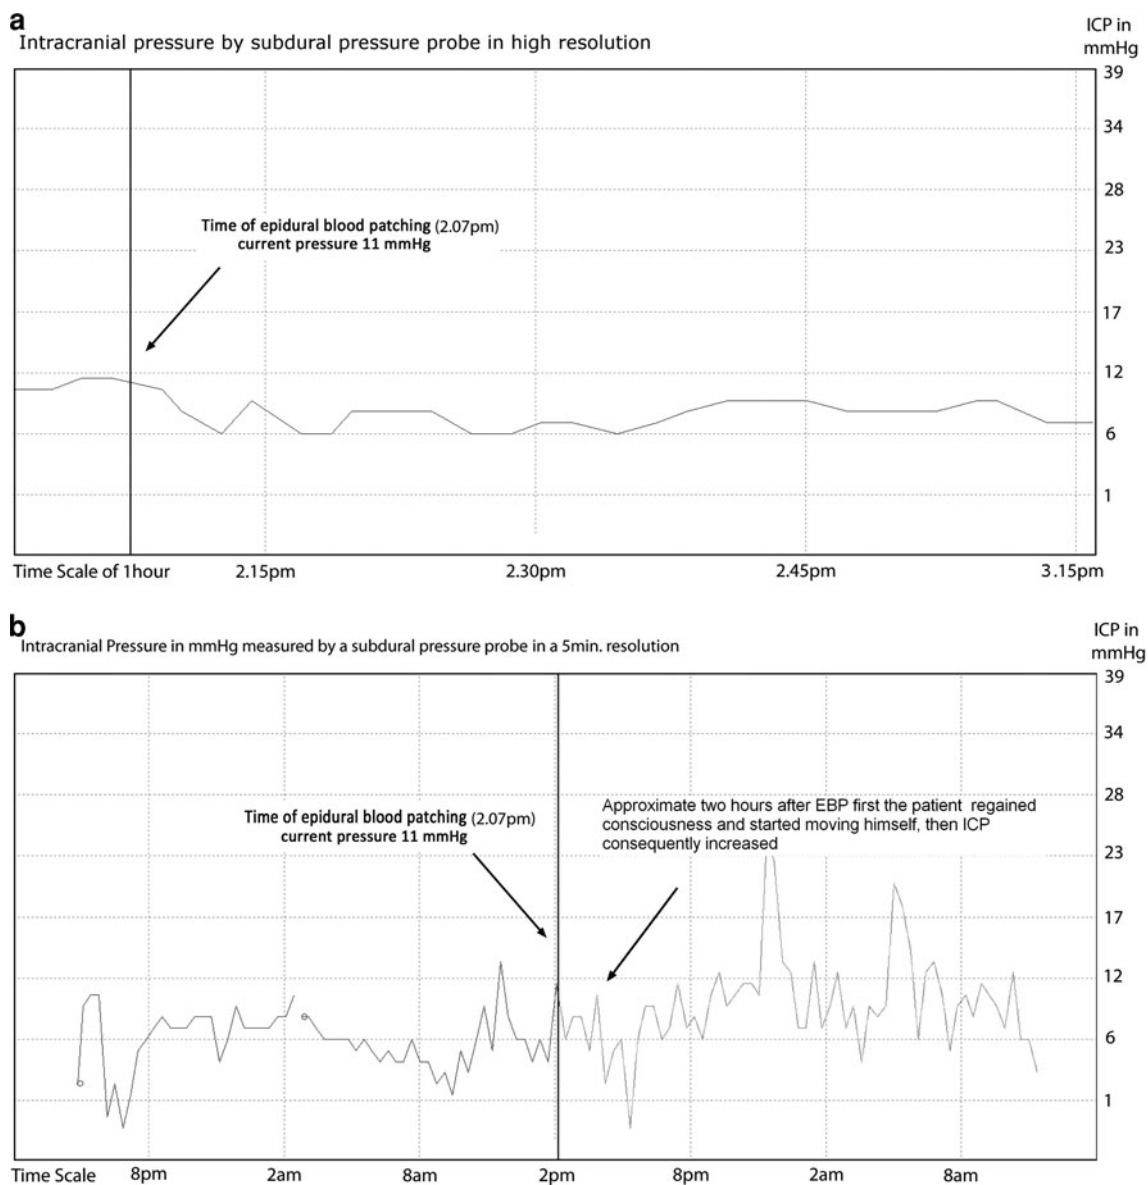 a
Intracranial pressure by subdural pressure probe in high resolution
ICP in
mmHg
39
34
28
23
17
12
6
1
Time of epidural blood patching (2.07pm)
current pressure 11 mmHg
Time Scale of 1hour
2.15pm
2.30pm
2.45pm
3.15pm
b
Intracranial Pressure in mmHg measured by a subdural pressure probe in a 5min. resolution
ICP in
mmHg
39
34
28
23
17
12
6
1
Time of epidural blood patching (2.07pm)
current pressure 11 mmHg
Approximate two hours after EBP first the patient regained
consciousness and started moving himself, then ICP
consequently increased
Time Scale
8pm
2am
8am
2pm
8pm
2am
8am